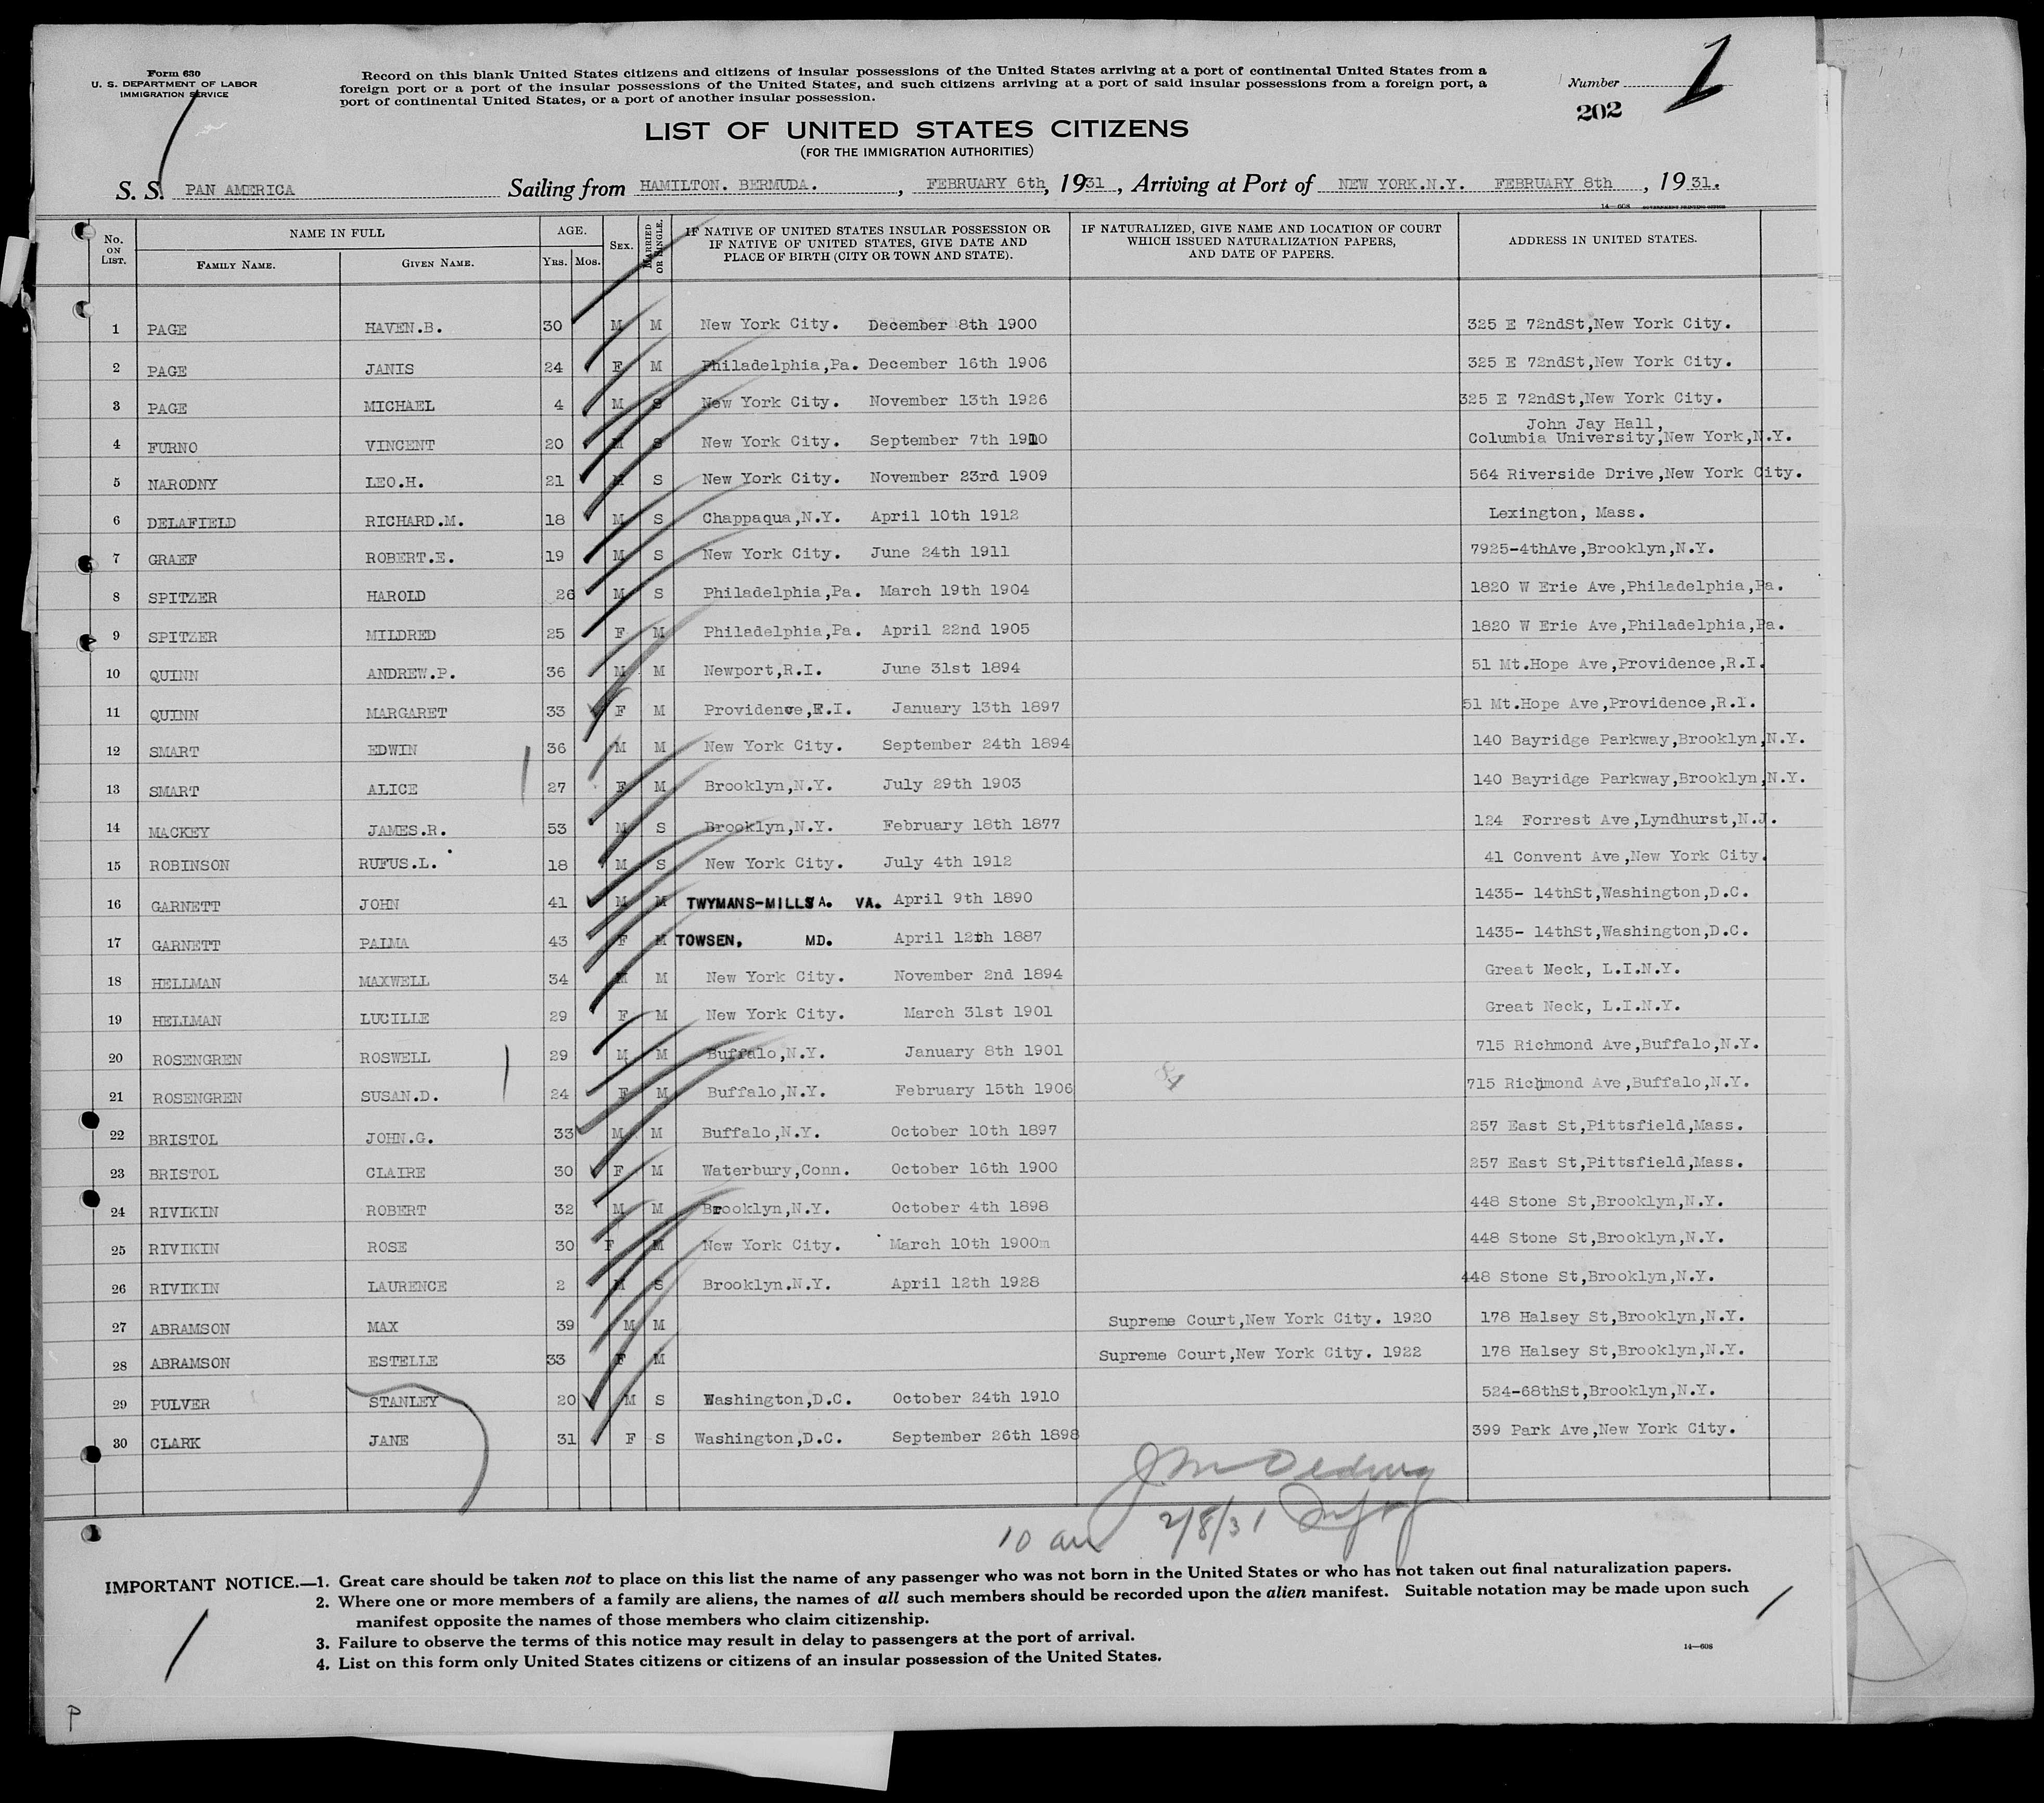 Form 630
U. S. DEPARTMENT OF LABOR
IMMIGRATION SERVICE
Record on this blank United States citizens and citizens of insular possessions of the United States arriving at a port of continental United States from a
foreign port or a port of the insular possessions of the United States, and such citizens arriving at a port of said insular possessions from a foreign port, a
port of continental United States, or a port of another insular possession.
Number 1
202
LIST OF UNITED STATES CITIZENS
(FOR THE IMMIGRATION AUTHORITIES)
S. S. PAN AMERICA Sailing from HAMILTON. BERMUDA. , FEBRUARY 6th, 1931, Arriving at Port of NEW YORK.N.Y. FEBRUARY 8th , 1931.
14—608 GOVERNMENT PRINTING OFFICE
No. ON LIST. NAME IN FULL FAMILY NAME. GIVEN NAME. AGE. YRS. MOS. SEX. MARRIED OR SINGLE. IF NATIVE OF UNITED STATES INSULAR POSSESSION OR IF NATIVE OF UNITED STATES, GIVE DATE AND PLACE OF BIRTH (CITY OR TOWN AND STATE). IF NATURALIZED, GIVE NAME AND LOCATION OF COURT WHICH ISSUED NATURALIZATION PAPERS, AND DATE OF PAPERS. ADDRESS IN UNITED STATES.
1 PAGE HAVEN.B. 30 M M New York City. December 8th 1900 325 E 72ndSt,New York City.
2 PAGE JANIS 24 F M Philadelphia,Pa. December 16th 1906 325 E 72ndSt,New York City.
3 PAGE MICHAEL 4 M S New York City. November 13th 1926 325 E 72ndSt,New York City.
4 FURNO VINCENT 20 M S New York City. September 7th 1910 John Jay Hall,
Columbia University,New York,N.Y.
5 NARODNY LEO.H. 21 M S New York City. November 23rd 1909 564 Riverside Drive,New York City.
6 DELAFIELD RICHARD.M. 18 M S Chappaqua,N.Y. April 10th 1912 Lexington, Mass.
7 GRAEF ROBERT.E. 19 M S New York City. June 24th 1911 7925-4thAve,Brooklyn,N.Y.
8 SPITZER HAROLD 26 M S Philadelphia,Pa. March 19th 1904 1820 W Erie Ave,Philadelphia,Pa.
9 SPITZER MILDRED 25 F M Philadelphia,Pa. April 22nd 1905 1820 W Erie Ave,Philadelphia,Pa.
10 QUINN ANDREW.P. 36 M M Newport,R.I. June 31st 1894 51 Mt.Hope Ave,Providence,R.I.
11 QUINN MARGARET 33 F M Providence,R.I. January 13th 1897 51 Mt.Hope Ave,Providence,R.I.
12 SMART EDWIN 36 M M New York City. September 24th 1894 140 Bayridge Parkway,Brooklyn,N.Y.
13 SMART ALICE 27 F M Brooklyn,N.Y. July 29th 1903 140 Bayridge Parkway,Brooklyn,N.Y.
14 MACKEY JAMES.R. 53 M S Brooklyn,N.Y. February 18th 1877 124 Forrest Ave,Lyndhurst,N.J.
15 ROBINSON RUFUS.L. 18 M S New York City. July 4th 1912 41 Convent Ave,New York City.
16 GARNETT JOHN 41 M M TWYMANS-MILLS VA. April 9th 1890 1435- 14thSt,Washington,D.C.
17 GARNETT PALMA 43 F M TOWSEN. MD. April 12th 1887 1435- 14thSt,Washington,D.C.
18 HELLMAN MAXWELL 34 M M New York City. November 2nd 1894 Great Neck, L.I.N.Y.
19 HELLMAN LUCILLE 29 F M New York City. March 31st 1901 Great Neck, L.I.N.Y.
20 ROSENGREN ROSWELL 29 M M Buffalo,N.Y. January 8th 1901 715 Richmond Ave,Buffalo,N.Y.
21 ROSENGREN SUSAN.D. 24 F M Buffalo,N.Y. February 15th 1906 715 Richmond Ave,Buffalo,N.Y.
22 BRISTOL JOHN.G. 33 M M Buffalo,N.Y. October 10th 1897 257 East St,Pittsfield,Mass.
23 BRISTOL CLAIRE 30 F M Waterbury,Conn. October 16th 1900 257 East St,Pittsfield,Mass.
24 RIVIKIN ROBERT 32 M M Brooklyn,N.Y. October 4th 1898 448 Stone St,Brooklyn,N.Y.
25 RIVIKIN ROSE 30 F M New York City. March 10th 1900 448 Stone St,Brooklyn,N.Y.
26 RIVIKIN LAURENCE 2 M S Brooklyn.N.Y. April 12th 1928 448 Stone St,Brooklyn,N.Y.
27 ABRAMSON MAX 39 M M Supreme Court,New York City. 1920 178 Halsey St,Brooklyn,N.Y.
28 ABRAMSON ESTELLE 33 F M Supreme Court,New York City. 1922 178 Halsey St,Brooklyn,N.Y.
29 PULVER STANLEY 20 M S Washington,D.C. October 24th 1910 524-68thSt,Brooklyn,N.Y.
30 CLARK JANE 31 F S Washington,D.C. September 26th 1898 399 Park Ave,New York City.
10 am 2/8/31
IMPORTANT NOTICE.—1. Great care should be taken not to place on this list the name of any passenger who was not born in the United States or who has not taken out final naturalization papers.
2. Where one or more members of a family are aliens, the names of all such members should be recorded upon the alien manifest. Suitable notation may be made upon such
manifest opposite the names of those members who claim citizenship.
3. Failure to observe the terms of this notice may result in delay to passengers at the port of arrival.
4. List on this form only United States citizens or citizens of an insular possession of the United States.
14—608
P